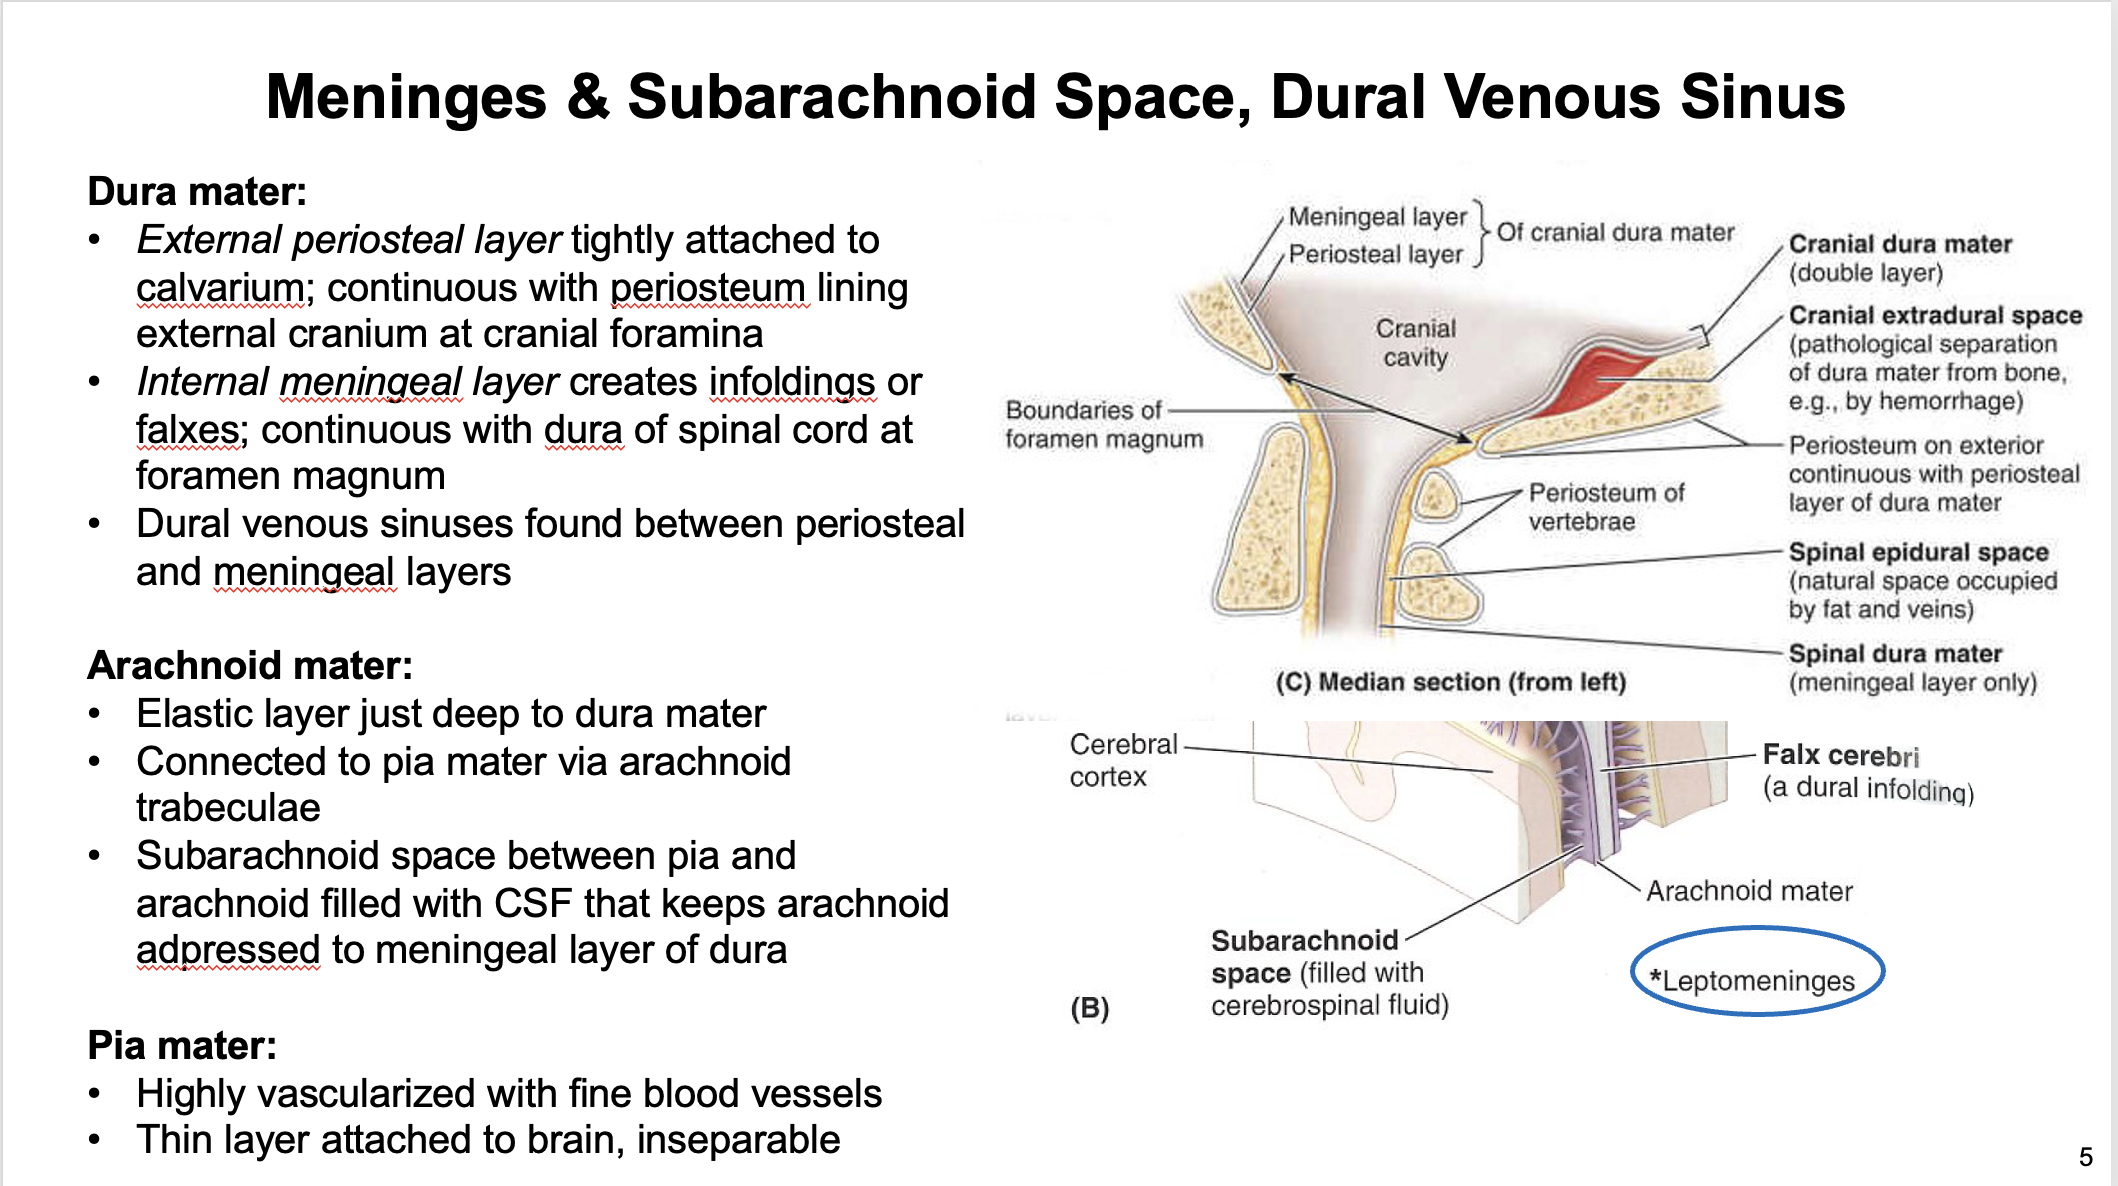 Meninges & Subarachnoid Space, Dural Venous Sinus
Dura mater:
• External periosteal layer tightly attached to
calvarium; continuous with periosteum lining
external cranium at cranial foramina
• Internal meningeal layer creates infoldings or
falxes; continuous with dura of spinal cord at
foramen magnum
• Dural venous sinuses found between periosteal
and meningeal layers
Arachnoid mater:
• Elastic layer just deep to dura mater
• Connected to pia mater via arachnoid
trabeculae
• Subarachnoid space between pia and
arachnoid filled with CSF that keeps arachnoid
adpressed to meningeal layer of dura
Pia mater:
• Highly vascularized with fine blood vessels
• Thin layer attached to brain, inseparable
Meningeal layer
Periosteal layer
Of cranial dura mater
Cranial dura mater
(double layer)
Cranial extradural space
(pathological separation
of dura mater from bone,
e.g., by hemorrhage)
Cranial
cavity
Boundaries of
foramen magnum
Periosteum on exterior
continuous with periosteal
layer of dura mater
Periosteum of
vertebrae
Spinal epidural space
(natural space occupied
by fat and veins)
Spinal dura mater
(meningeal layer only)
(C) Median section (from left)
Cerebral
cortex
Falx cerebri
(a dural infolding)
Arachnoid mater
Subarachnoid
space (filled with
cerebrospinal fluid)
*Leptomeninges
(B)
5